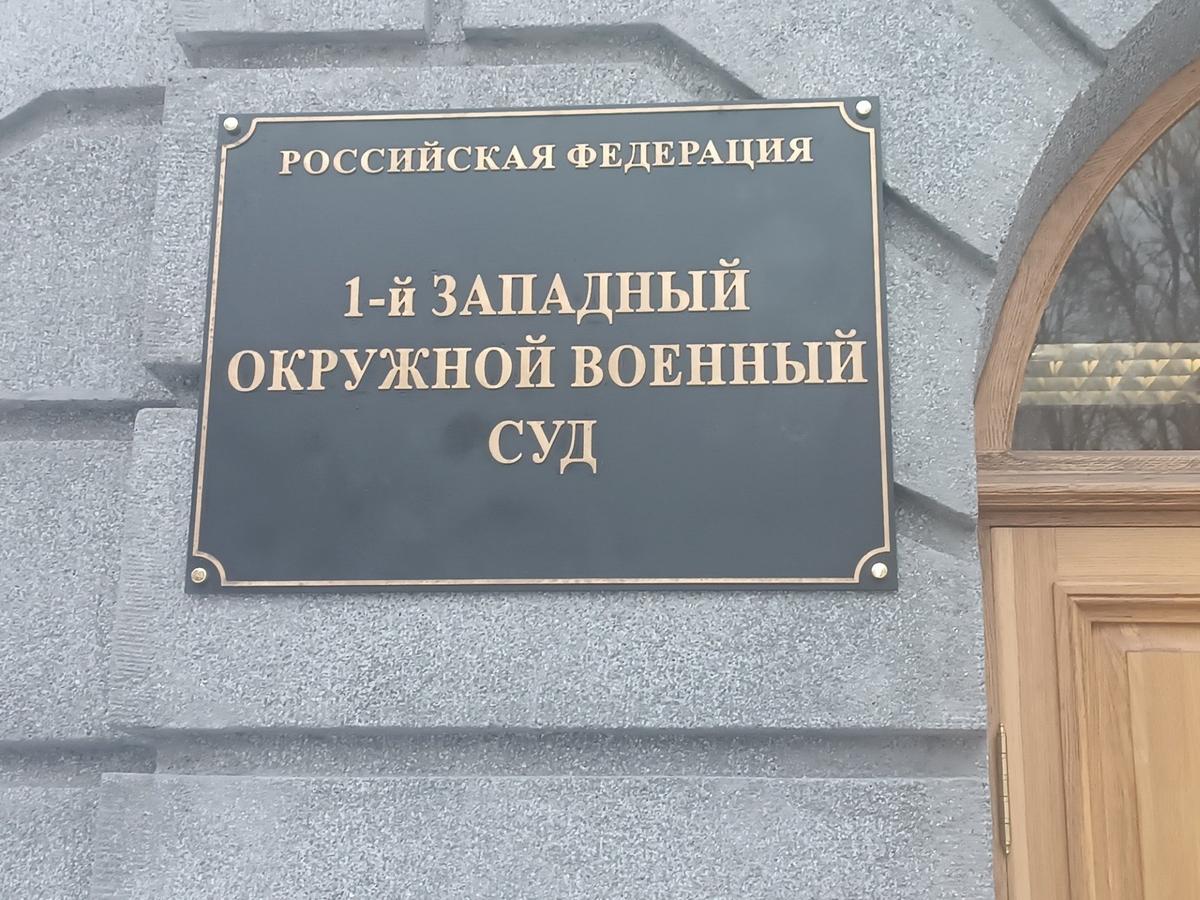 РОССИЙСКАЯ ФЕДЕРАЦИЯ
1-й ЗАПАДНЫЙ
ОКРУЖНОЙ ВОЕННЫЙ
СУД